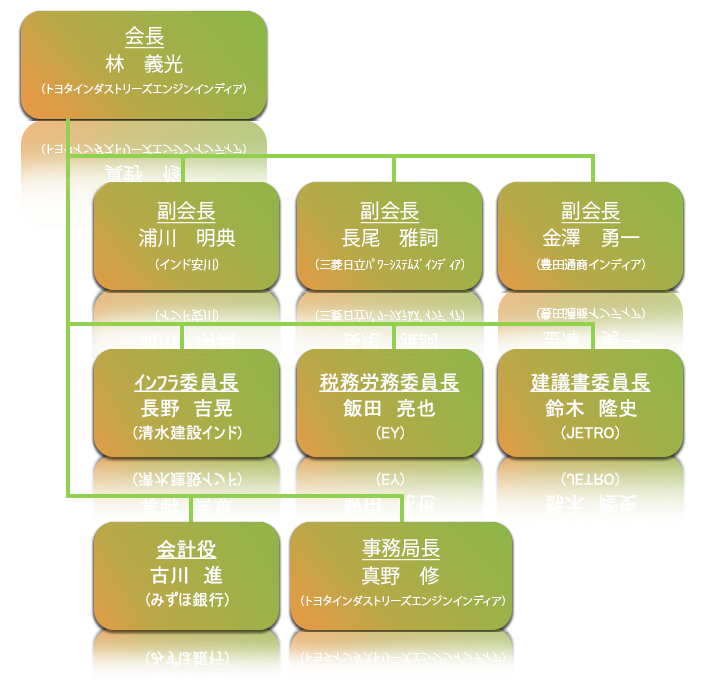 会長
林　義光
（トヨタインダストリーズエンジンインディア）
副会長
浦川　明典
（インド安川）
副会長
長尾　雅詞
（三菱日立ﾊﾟﾜｰｼｽﾃﾑｽﾞｲﾝﾃﾞｨｱ）
副会長
金澤　勇一
（豊田通商インディア）
ｲﾝﾌﾗ委員長
長野　吉晃
（清水建設インド）
税務労務委員長
飯田　亮也
（EY）
建議書委員長
鈴木　隆史
（JETRO）
会計役
古川　進
（みずほ銀行）
事務局長
真野　修
（トヨタインダストリーズエンジンインディア）